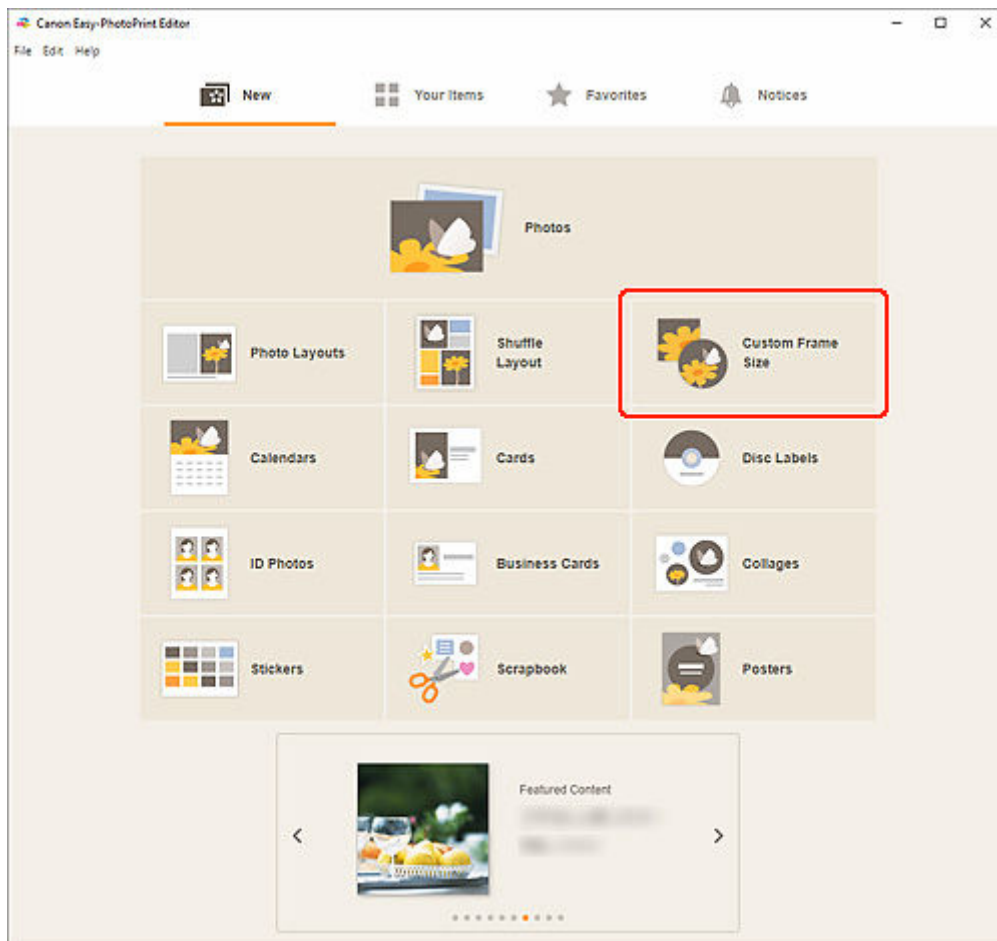 Canon Easy-PhotoPrint Editor
File Edit Help
New
Your Items
Favorites
Notices
Photos
Photo Layouts
Shuffle
Layout
Custom Frame
Size
Calendars
Cards
Disc Labels
ID Photos
Business Cards
Collages
Stickers
Scrapbook
Posters
Featured Content